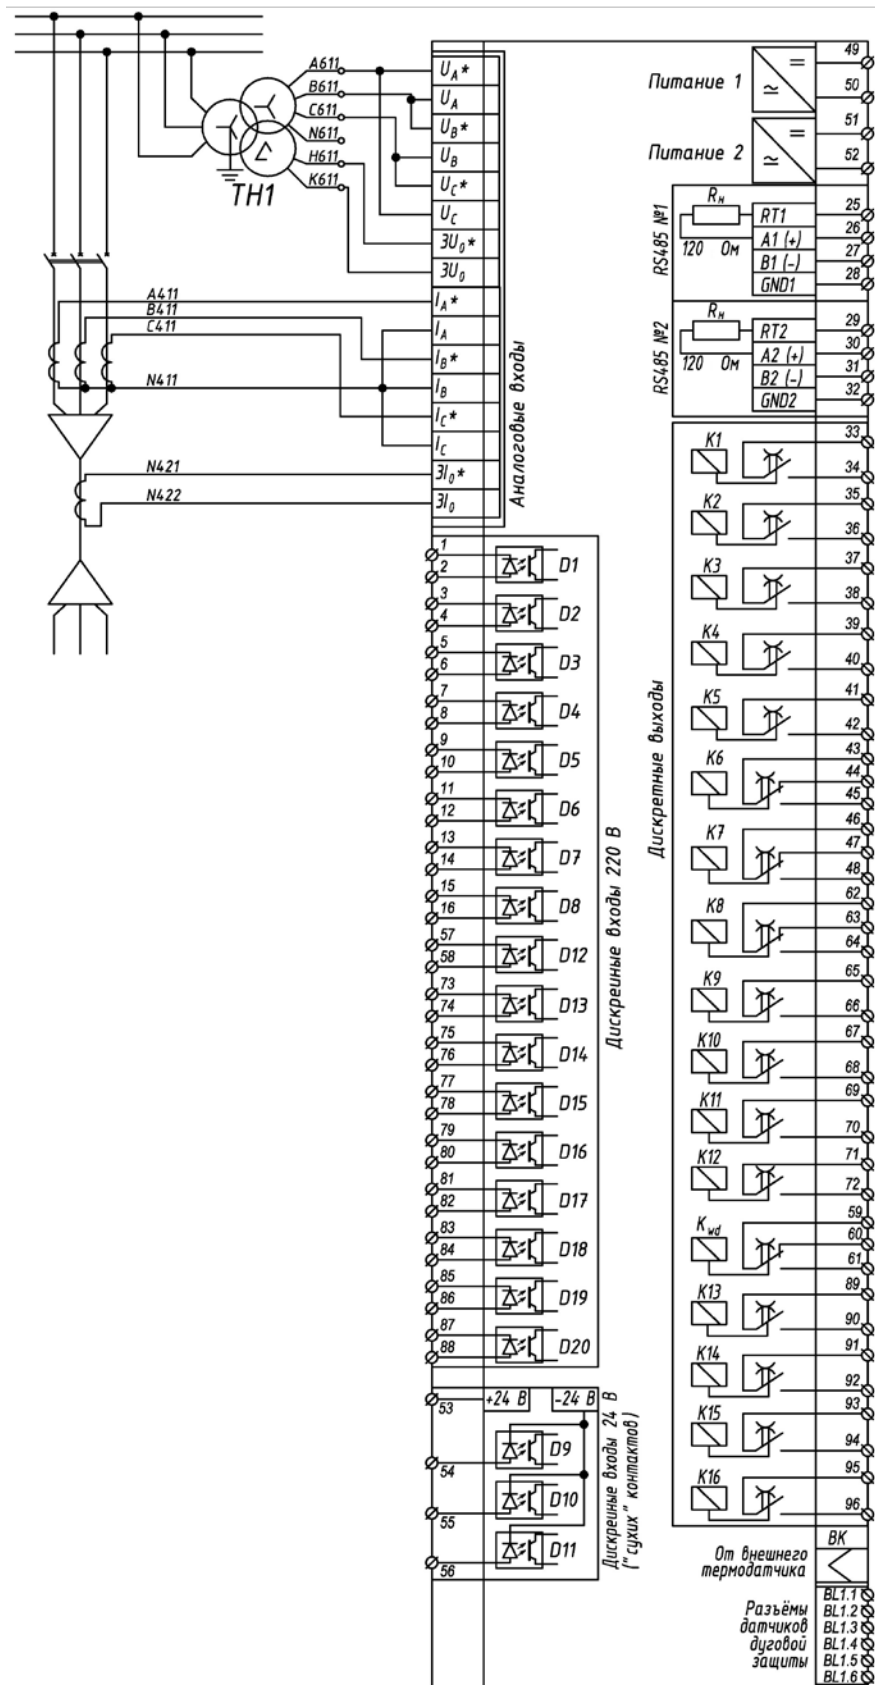 A611
B611
C611
N611
H611
K611
ТН1
U_A*
U_A
U_B*
U_B
U_C*
U_C
3U_0*
3U_0
A411
B411
C411
N411
N421
N422
I_A*
I_A
I_B*
I_B
I_C*
I_C
3I_0*
3I_0
Аналоговые входы
1
2
D1
3
4
D2
5
6
D3
7
8
D4
9
10
D5
11
12
D6
13
14
D7
15
16
D8
57
58
D12
73
74
D13
75
76
D14
77
78
D15
79
80
D16
81
82
D17
83
84
D18
85
86
D19
87
88
D20
Дискреиные входы 220 В
53
+24 В
-24 В
54
D9
55
D10
56
D11
Дискреиные входы 24 В
("сухих" контактов)
Питание 1
49
50
Питание 2
51
52
RS485 №1
R_н
120 Ом
RT1
25
A1 (+)
26
B1 (-)
27
GND1
28
RS485 №2
R_н
120 Ом
RT2
29
A2 (+)
30
B2 (-)
31
GND2
32
Дискретные выходы
K1
33
34
K2
35
36
K3
37
38
K4
39
40
K5
41
42
K6
43
44
45
K7
46
47
48
K8
62
63
64
K9
65
66
K10
67
68
K11
69
70
K12
71
72
K_wd
59
60
61
K13
89
90
K14
91
92
K15
93
94
K16
95
96
От внешнего
термодатчика
ВК
Разъёмы
датчиков
дуговой
защиты
BL1.1
BL1.2
BL1.3
BL1.4
BL1.5
BL1.6